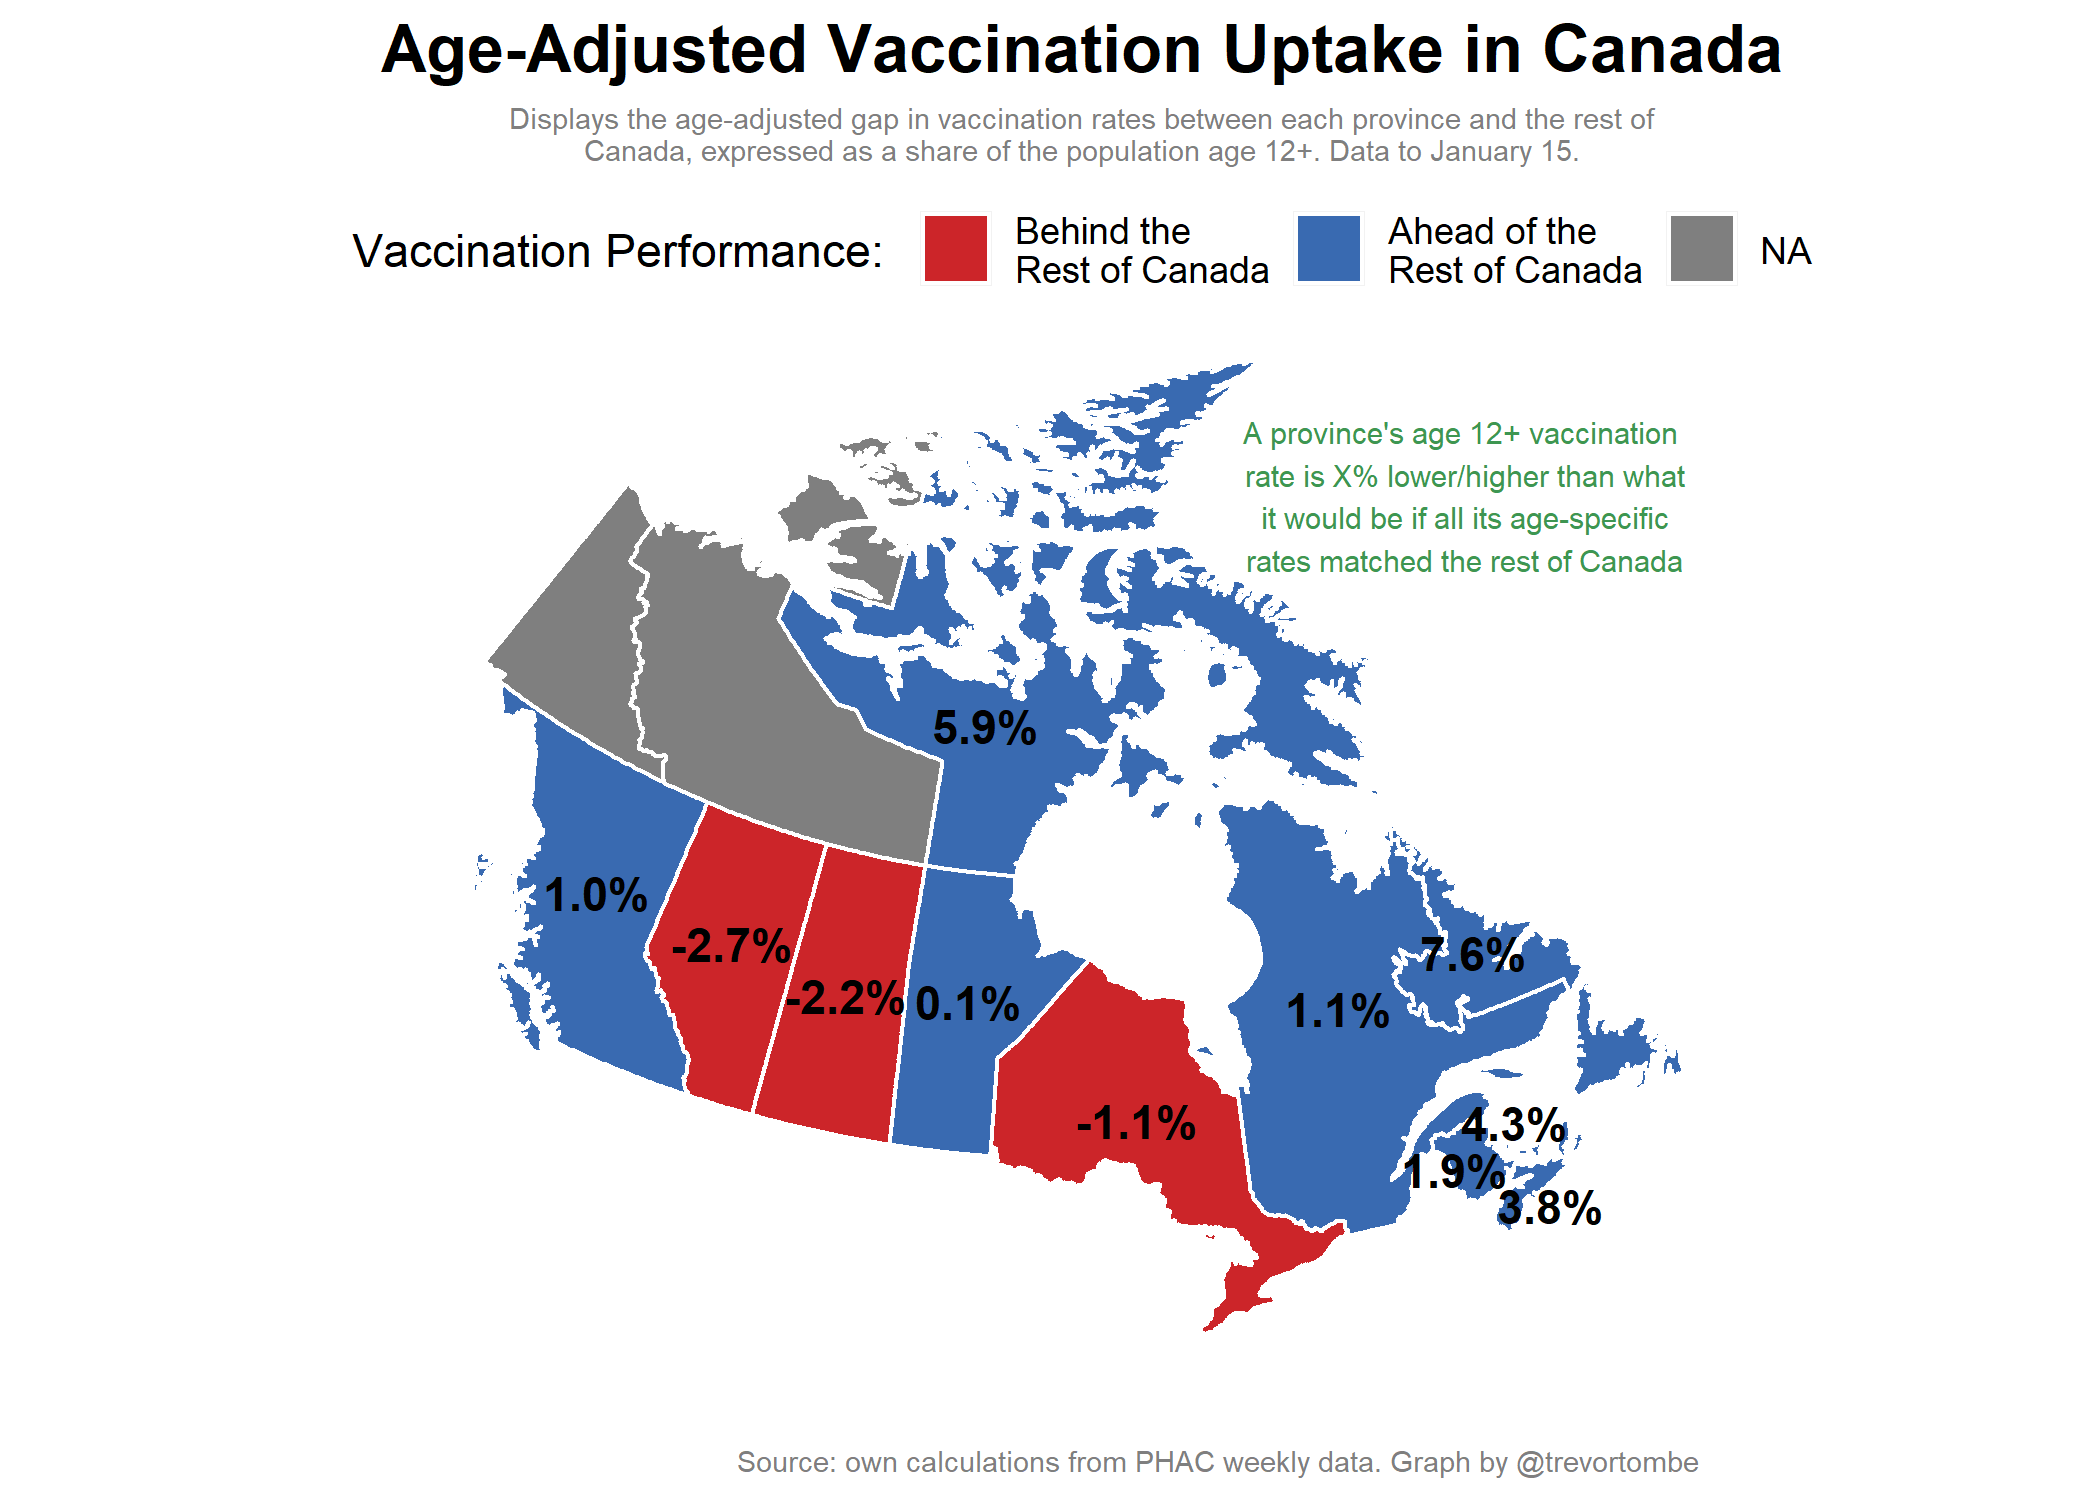 Age-Adjusted Vaccination Uptake in Canada
Displays the age-adjusted gap in vaccination rates between each province and the rest of
Canada, expressed as a share of the population age 12+. Data to January 15.
Vaccination Performance:
Behind the
Rest of Canada
Ahead of the
Rest of Canada
NA
A province's age 12+ vaccination
rate is X% lower/higher than what
it would be if all its age-specific
rates matched the rest of Canada
5.9%
1.0%
-2.7%
-2.2%
0.1%
-1.1%
1.1%
7.6%
4.3%
1.9%
3.8%
Source: own calculations from PHAC weekly data. Graph by @trevortombe